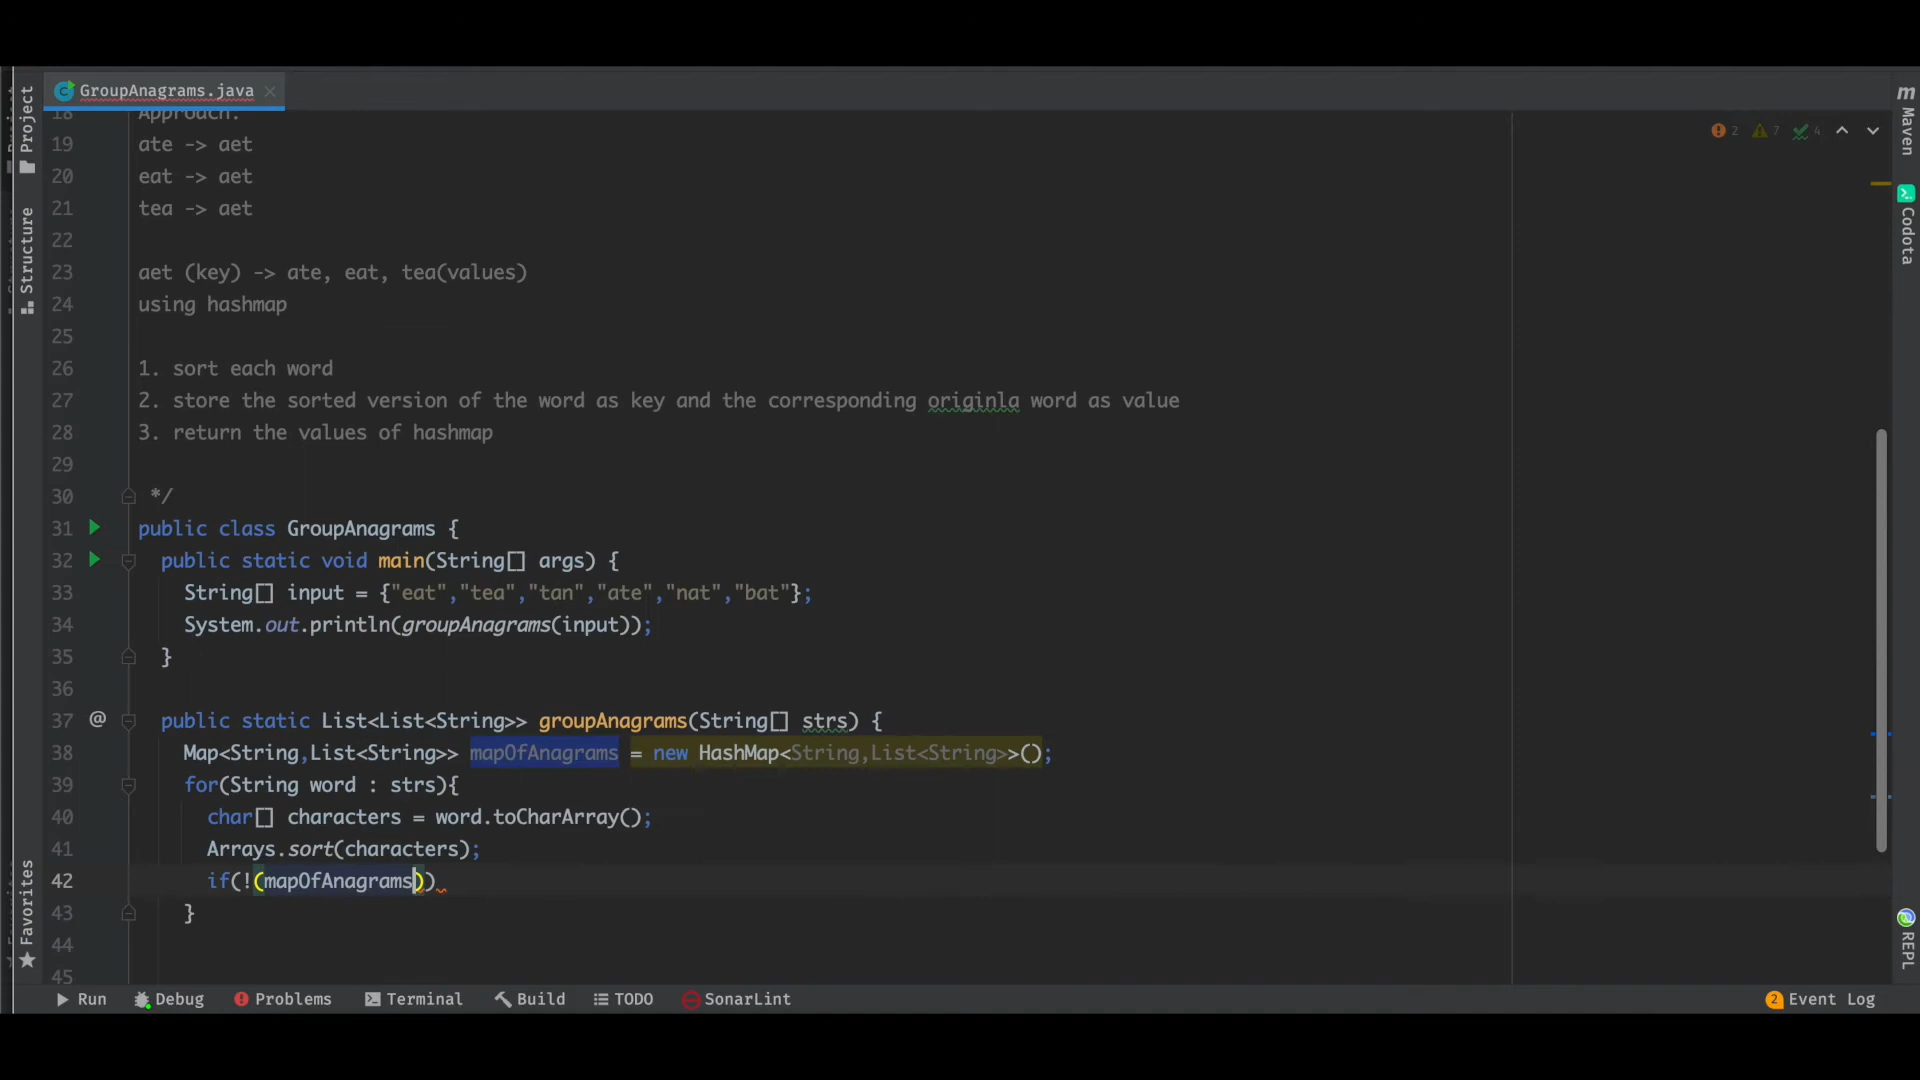 GroupAnagrams.java
Project
Structure
Favorites
Maven
Codota
REPL
2 7 4
18 Approach:
19 ate -> aet
20 eat -> aet
21 tea -> aet
22
23 aet (key) -> ate, eat, tea(values)
24 using hashmap
25
26 1. sort each word
27 2. store the sorted version of the word as key and the corresponding originla word as value
28 3. return the values of hashmap
29
30 */
31 public class GroupAnagrams {
32 public static void main(String[] args) {
33 String[] input = {"eat","tea","tan","ate","nat","bat"};
34 System.out.println(groupAnagrams(input));
35 }
36
37 @ public static List<List<String>> groupAnagrams(String[] strs) {
38 Map<String,List<String>> mapOfAnagrams = new HashMap<String,List<String>>();
39 for(String word : strs){
40 char[] characters = word.toCharArray();
41 Arrays.sort(characters);
42 if(!(mapOfAnagrams))
43 }
44
45
Run Debug Problems Terminal Build TODO SonarLint 2 Event Log